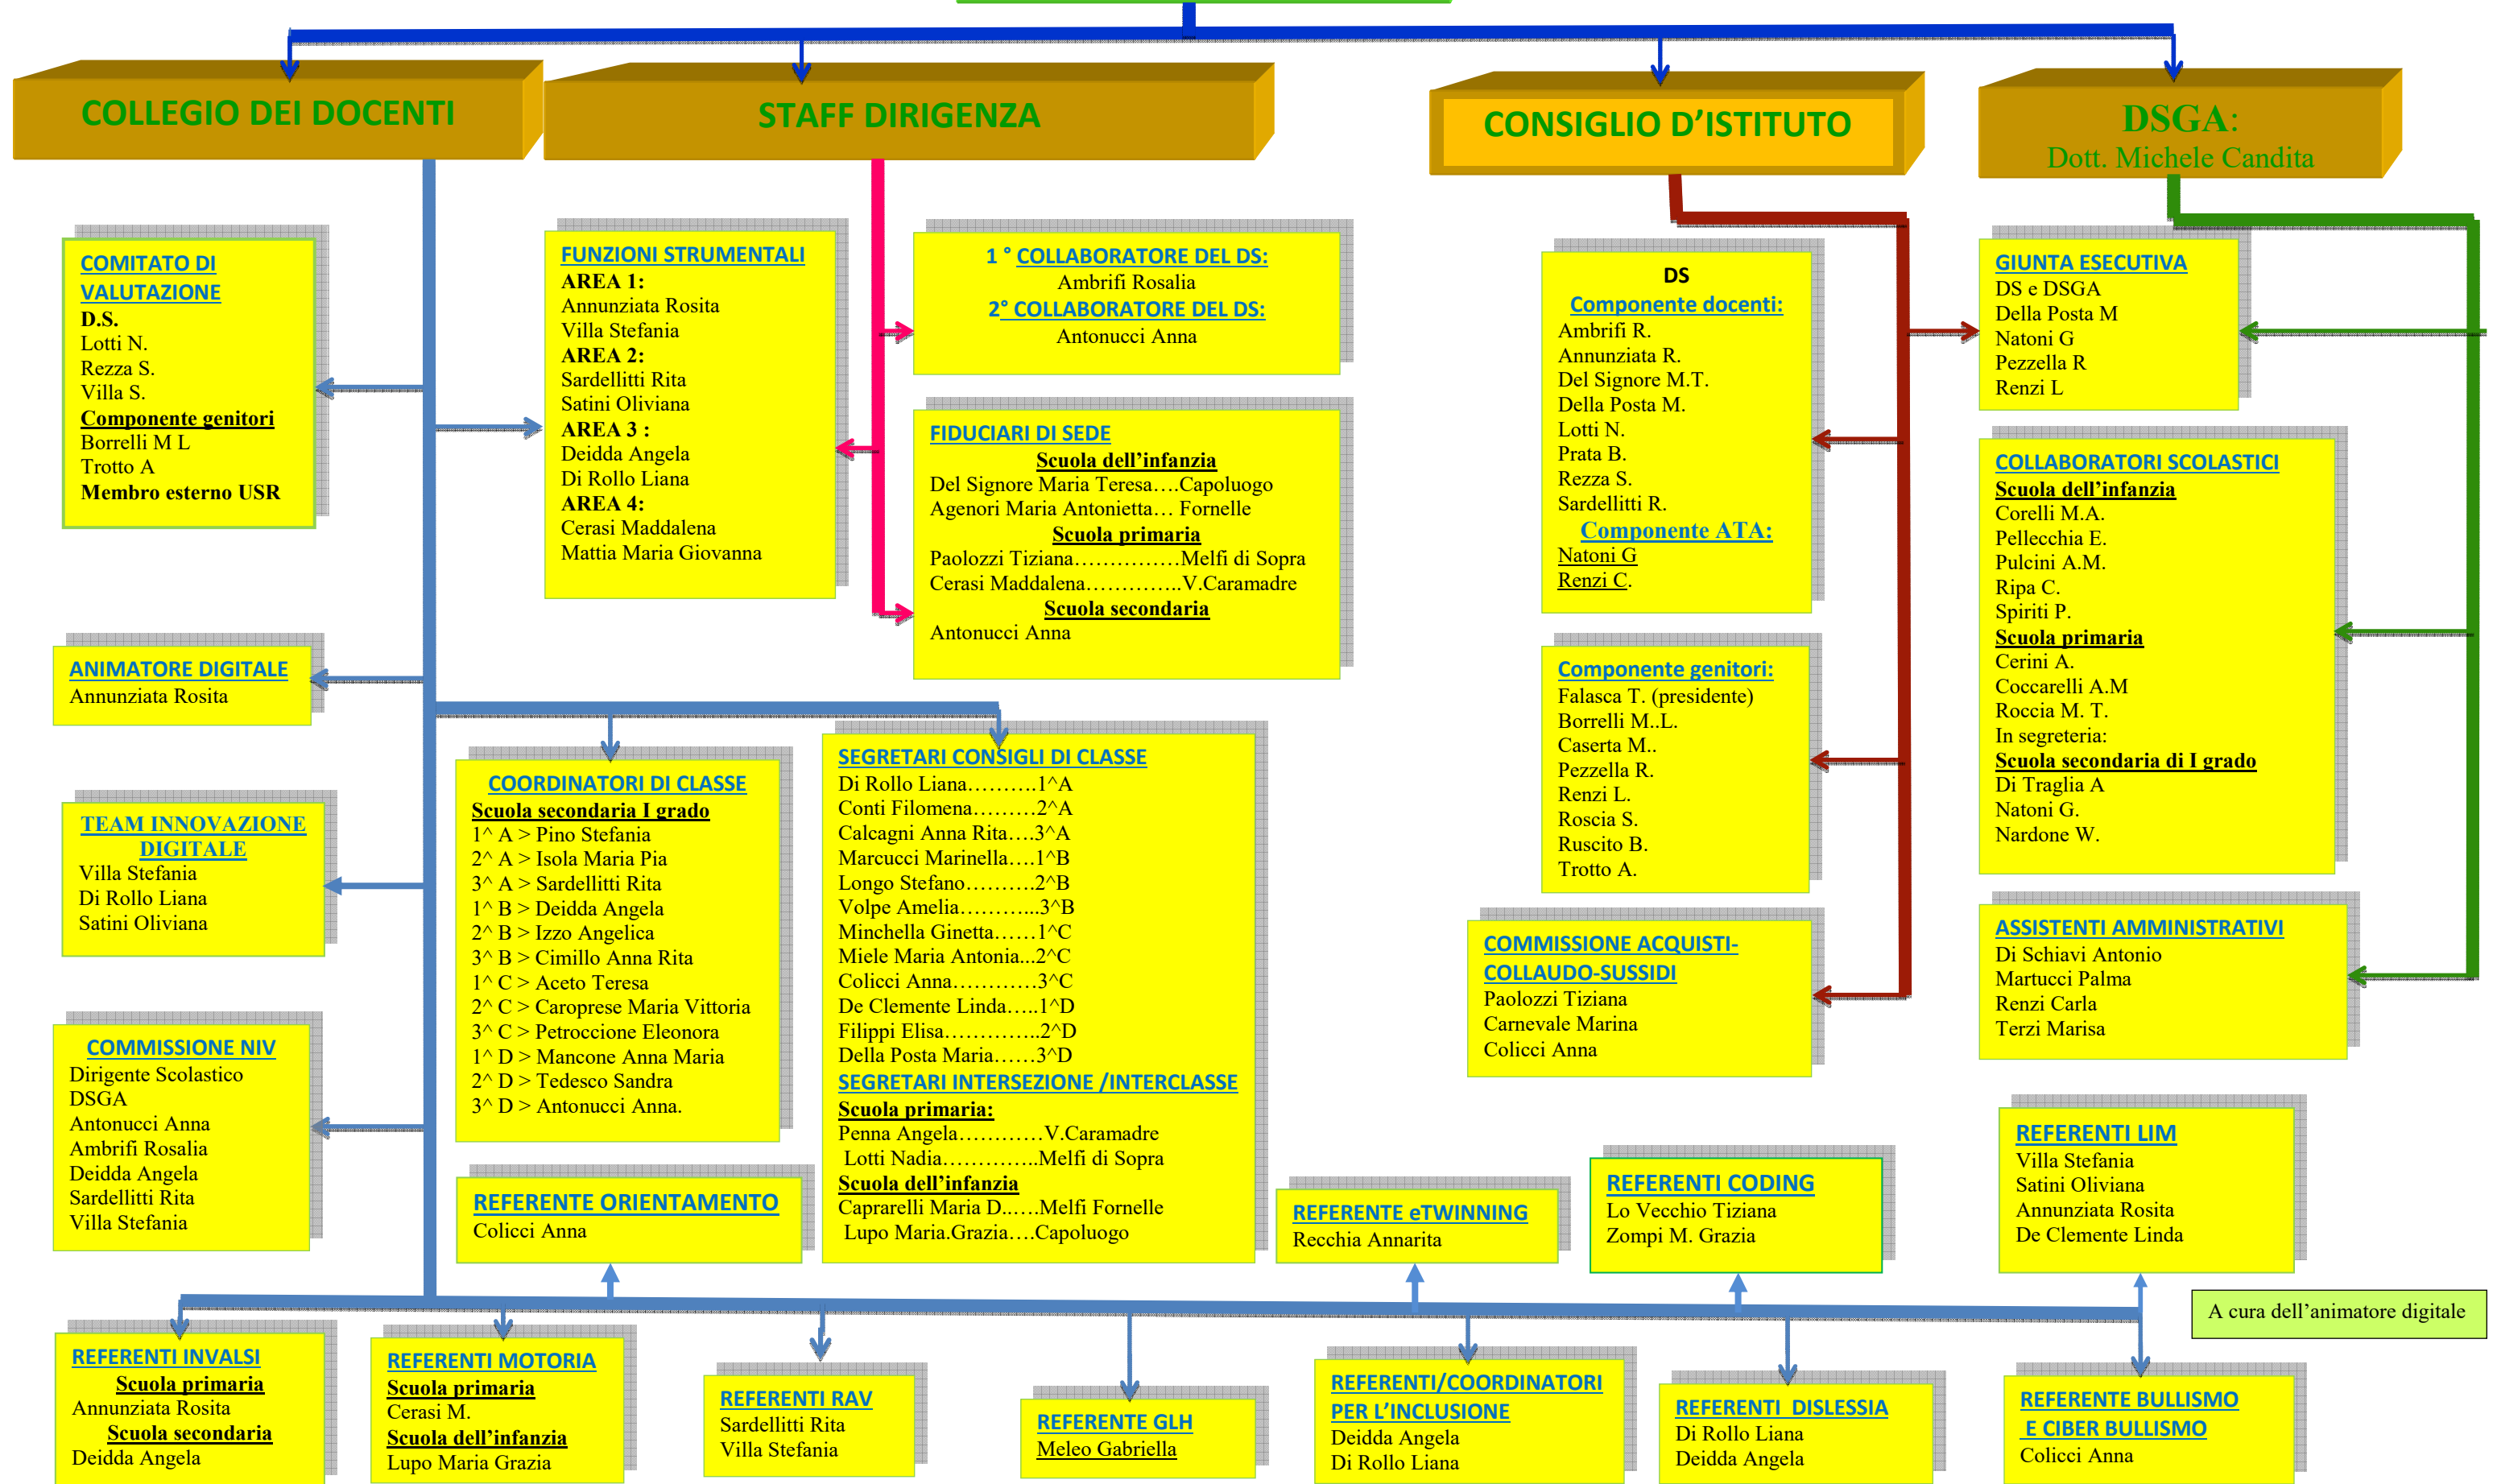 COLLEGIO DEI DOCENTI
STAFF DIRIGENZA
CONSIGLIO D’ISTITUTO
DSGA:
Dott. Michele Candita
COMITATO DI
VALUTAZIONE
D.S.
Lotti N.
Rezza S.
Villa S.
Componente genitori
Borrelli M L
Trotto A
Membro esterno USR
FUNZIONI STRUMENTALI
AREA 1:
Annunziata Rosita
Villa Stefania
AREA 2:
Sardellitti Rita
Satini Oliviana
AREA 3 :
Deidda Angela
Di Rollo Liana
AREA 4:
Cerasi Maddalena
Mattia Maria Giovanna
1 ° COLLABORATORE DEL DS:
Ambrifi Rosalia
2° COLLABORATORE DEL DS:
Antonucci Anna
FIDUCIARI DI SEDE
Scuola dell’infanzia
Del Signore Maria Teresa….Capoluogo
Agenori Maria Antonietta… Fornelle
Scuola primaria
Paolozzi Tiziana……………Melfi di Sopra
Cerasi Maddalena…………..V.Caramadre
Scuola secondaria
Antonucci Anna
DS
Componente docenti:
Ambrifi R.
Annunziata R.
Del Signore M.T.
Della Posta M.
Lotti N.
Prata B.
Rezza S.
Sardellitti R.
Componente ATA:
Natoni G
Renzi C.
Componente genitori:
Falasca T. (presidente)
Borrelli M..L.
Caserta M..
Pezzella R.
Renzi L.
Roscia S.
Ruscito B.
Trotto A.
COMMISSIONE ACQUISTI-
COLLAUDO-SUSSIDI
Paolozzi Tiziana
Carnevale Marina
Colicci Anna
GIUNTA ESECUTIVA
DS e DSGA
Della Posta M
Natoni G
Pezzella R
Renzi L
COLLABORATORI SCOLASTICI
Scuola dell’infanzia
Corelli M.A.
Pellecchia E.
Pulcini A.M.
Ripa C.
Spiriti P.
Scuola primaria
Cerini A.
Coccarelli A.M
Roccia M. T.
In segreteria:
Scuola secondaria di I grado
Di Traglia A
Natoni G.
Nardone W.
ASSISTENTI AMMINISTRATIVI
Di Schiavi Antonio
Martucci Palma
Renzi Carla
Terzi Marisa
ANIMATORE DIGITALE
Annunziata Rosita
TEAM INNOVAZIONE
DIGITALE
Villa Stefania
Di Rollo Liana
Satini Oliviana
COMMISSIONE NIV
Dirigente Scolastico
DSGA
Antonucci Anna
Ambrifi Rosalia
Deidda Angela
Sardellitti Rita
Villa Stefania
COORDINATORI DI CLASSE
Scuola secondaria I grado
1^ A > Pino Stefania
2^ A > Isola Maria Pia
3^ A > Sardellitti Rita
1^ B > Deidda Angela
2^ B > Izzo Angelica
3^ B > Cimillo Anna Rita
1^ C > Aceto Teresa
2^ C > Caroprese Maria Vittoria
3^ C > Petroccione Eleonora
1^ D > Mancone Anna Maria
2^ D > Tedesco Sandra
3^ D > Antonucci Anna.
SEGRETARI CONSIGLI DI CLASSE
Di Rollo Liana……….1^A
Conti Filomena………2^A
Calcagni Anna Rita….3^A
Marcucci Marinella….1^B
Longo Stefano……….2^B
Volpe Amelia………...3^B
Minchella Ginetta……1^C
Miele Maria Antonia...2^C
Colicci Anna…………3^C
De Clemente Linda…..1^D
Filippi Elisa…………..2^D
Della Posta Maria……3^D
SEGRETARI INTERSEZIONE /INTERCLASSE
Scuola primaria:
Penna Angela…………V.Caramadre
Lotti Nadia…………..Melfi di Sopra
Scuola dell’infanzia
Caprarelli Maria D..….Melfi Fornelle
Lupo Maria.Grazia….Capoluogo
REFERENTE ORIENTAMENTO
Colicci Anna
REFERENTE eTWINNING
Recchia Annarita
REFERENTI CODING
Lo Vecchio Tiziana
Zompi M. Grazia
REFERENTI LIM
Villa Stefania
Satini Oliviana
Annunziata Rosita
De Clemente Linda
A cura dell’animatore digitale
REFERENTI INVALSI
Scuola primaria
Annunziata Rosita
Scuola secondaria
Deidda Angela
REFERENTI MOTORIA
Scuola primaria
Cerasi M.
Scuola dell’infanzia
Lupo Maria Grazia
REFERENTI RAV
Sardellitti Rita
Villa Stefania
REFERENTE GLH
Meleo Gabriella
REFERENTI/COORDINATORI
PER L’INCLUSIONE
Deidda Angela
Di Rollo Liana
REFERENTI DISLESSIA
Di Rollo Liana
Deidda Angela
REFERENTE BULLISMO
E CIBER BULLISMO
Colicci Anna